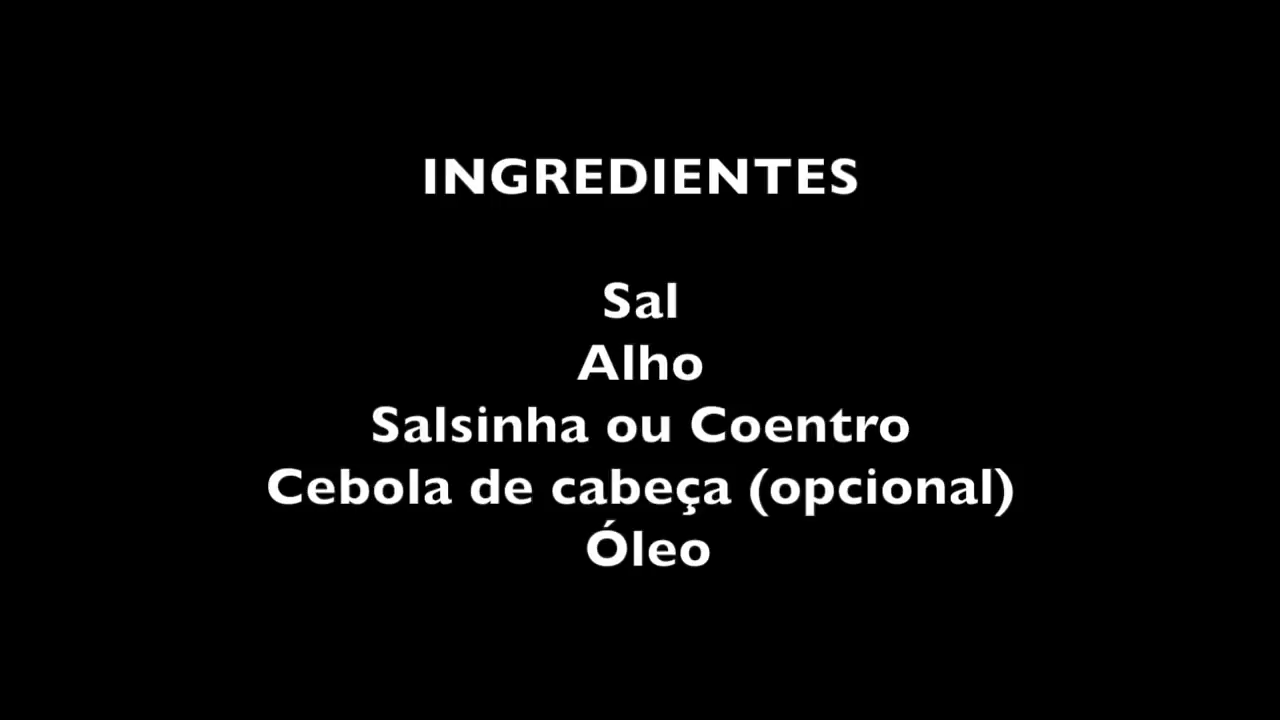 INGREDIENTES
Sal
Alho
Salsinha ou Coentro
Cebola de cabeça (opcional)
Óleo